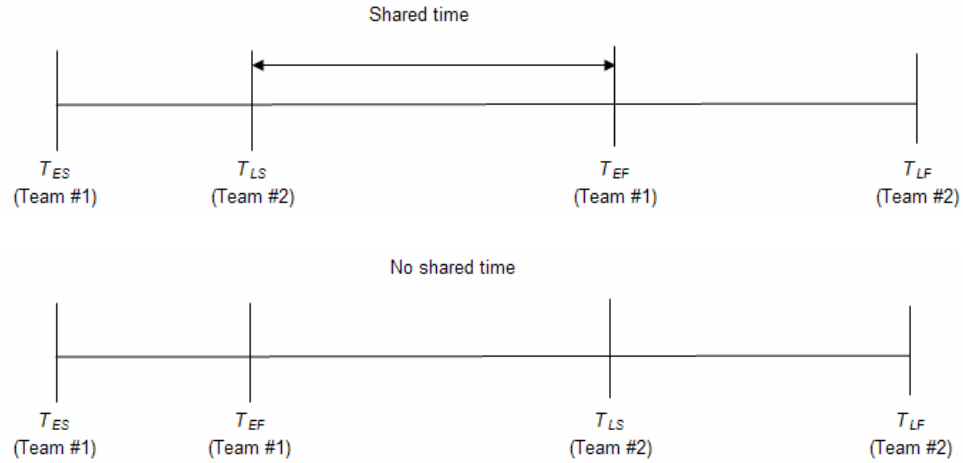 Shared time
T_ES T_LS T_EF T_LF
(Team #1) (Team #2) (Team #1) (Team #2)
No shared time
T_ES T_EF T_LS T_LF
(Team #1) (Team #1) (Team #2) (Team #2)